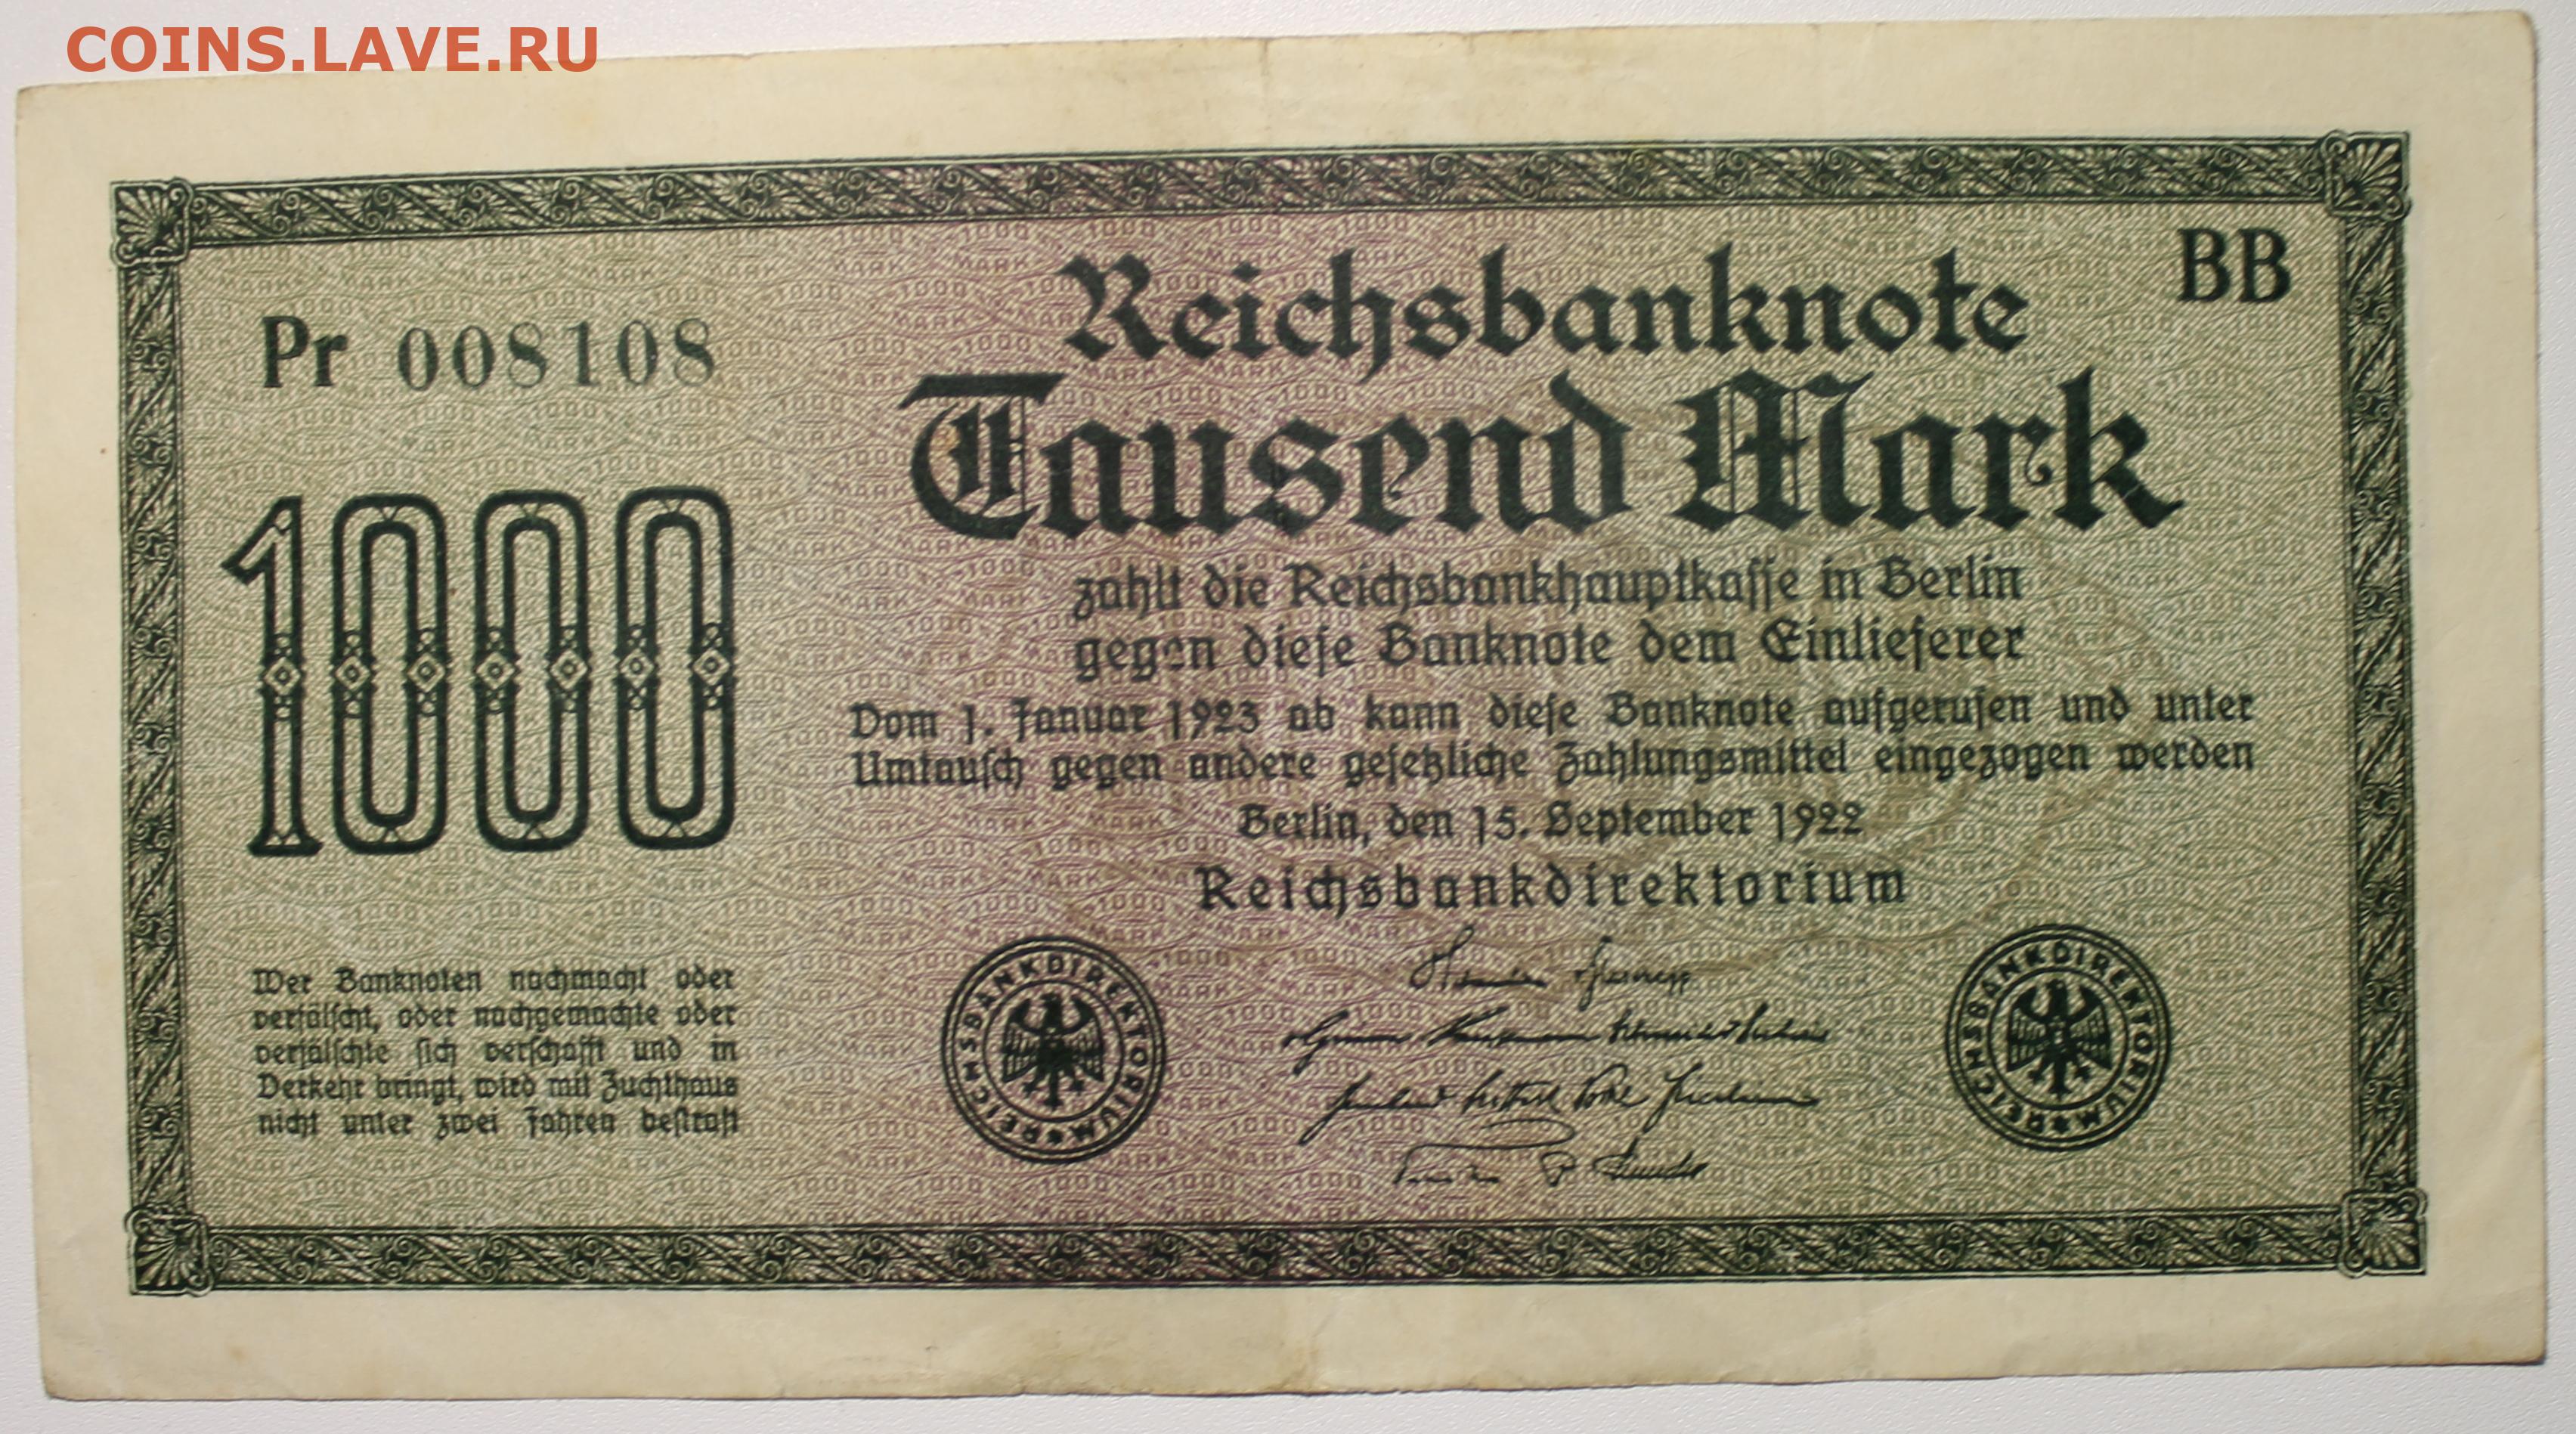 COINS.LAVE.RU
Reichsbanknote
BB
Pr 008108
Tausend Mark
1000
zahlt die Reichsbankhauptkasse in Berlin
gegen diese Banknote dem Einlieferer
Vom 1. Januar 1923 ab kann diese Banknote aufgerufen und unter
Umtausch gegen andere gesetzliche Zahlungsmittel eingezogen werden
Berlin, den 15. September 1922
Reichsbankdirektorium
Wer Banknoten nachmacht oder
verfälscht, oder nachgemachte oder
verfälschte sich verschafft und in
Verkehr bringt, wird mit Zuchthaus
nicht unter zwei Jahren bestraft
REICHSBANKDIREKTORIUM
REICHSBANKDIREKTORIUM